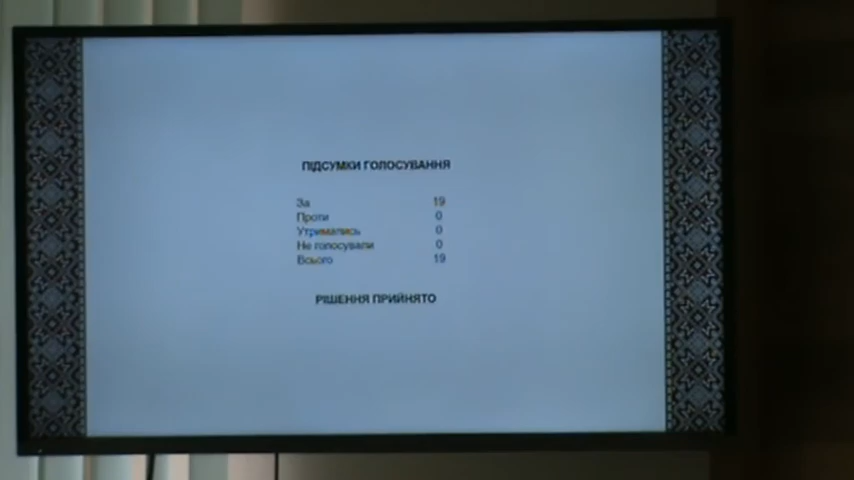 ПІДСУМКИ ГОЛОСУВАННЯ
За 19
Проти 0
Утримались 0
Не голосували 0
Всього 19
РІШЕННЯ ПРИЙНЯТО